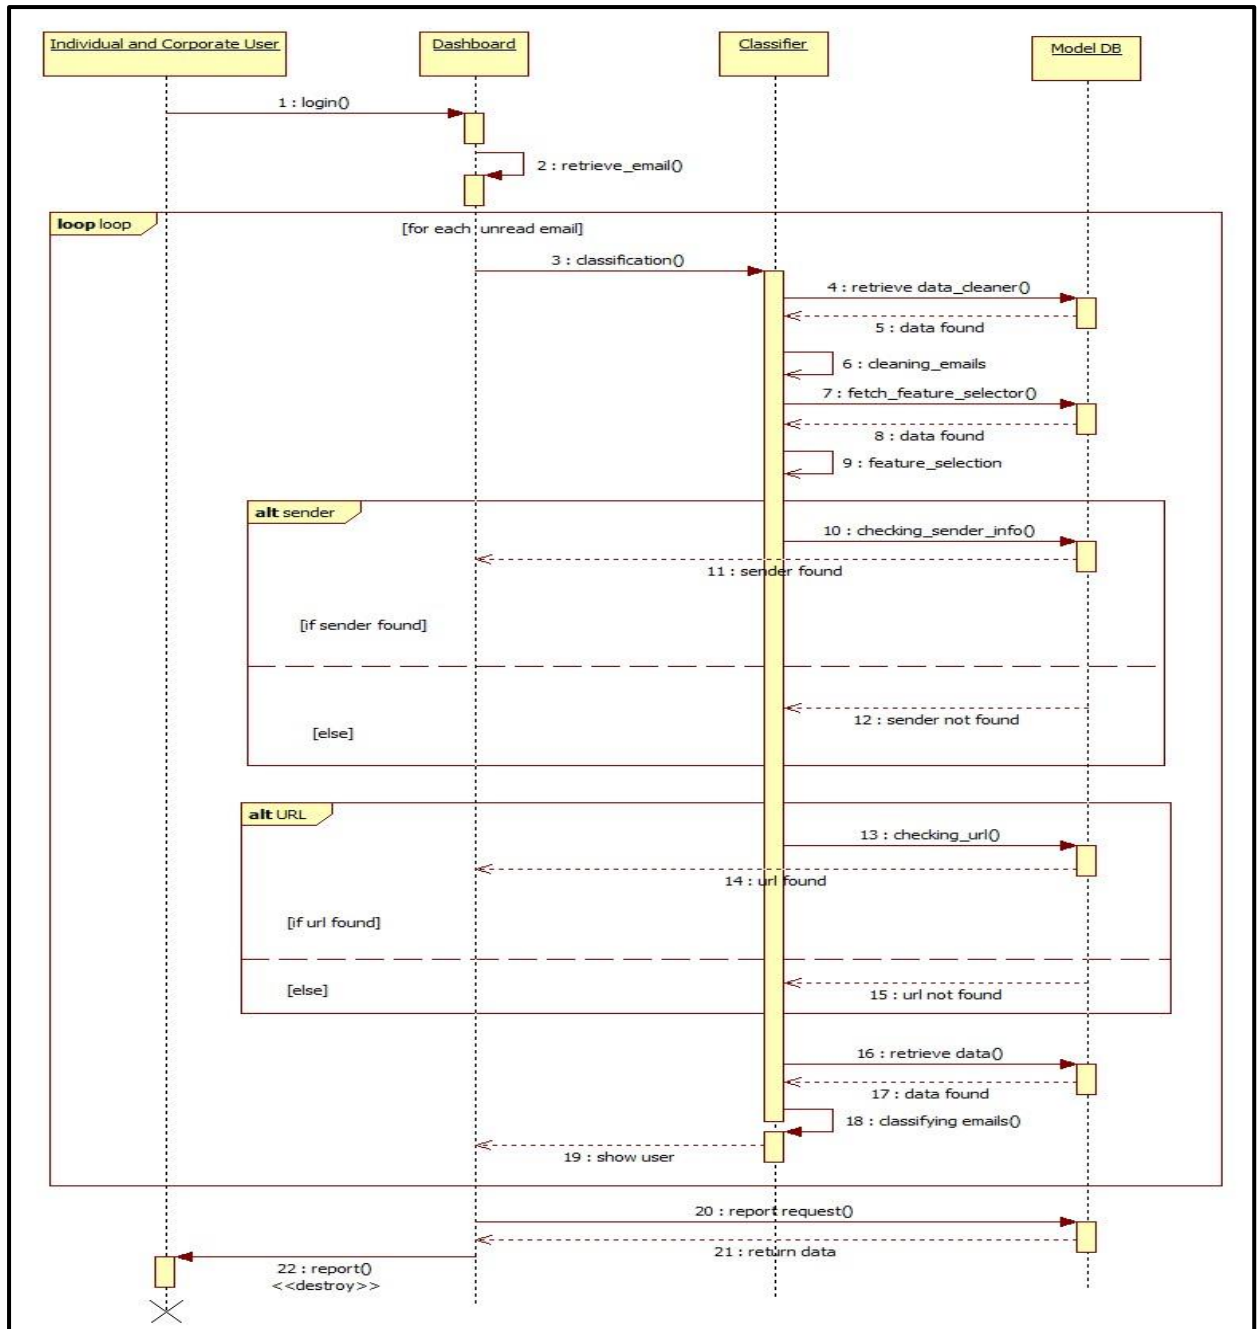 Individual and Corporate User
Dashboard
Classifier
Model DB
1 : login()
2 : retrieve_email()
loop loop
[for each unread email]
3 : classification()
4 : retrieve data_cleaner()
5 : data found
6 : cleaning_emails
7 : fetch_feature_selector()
8 : data found
9 : feature_selection
alt sender
10 : checking_sender_info()
11 : sender found
[if sender found]
12 : sender not found
[else]
alt URL
13 : checking_url()
14 : url found
[if url found]
[else]
15 : url not found
16 : retrieve data()
17 : data found
18 : classifying emails()
19 : show user
20 : report request()
21 : return data
22 : report()
<<destroy>>